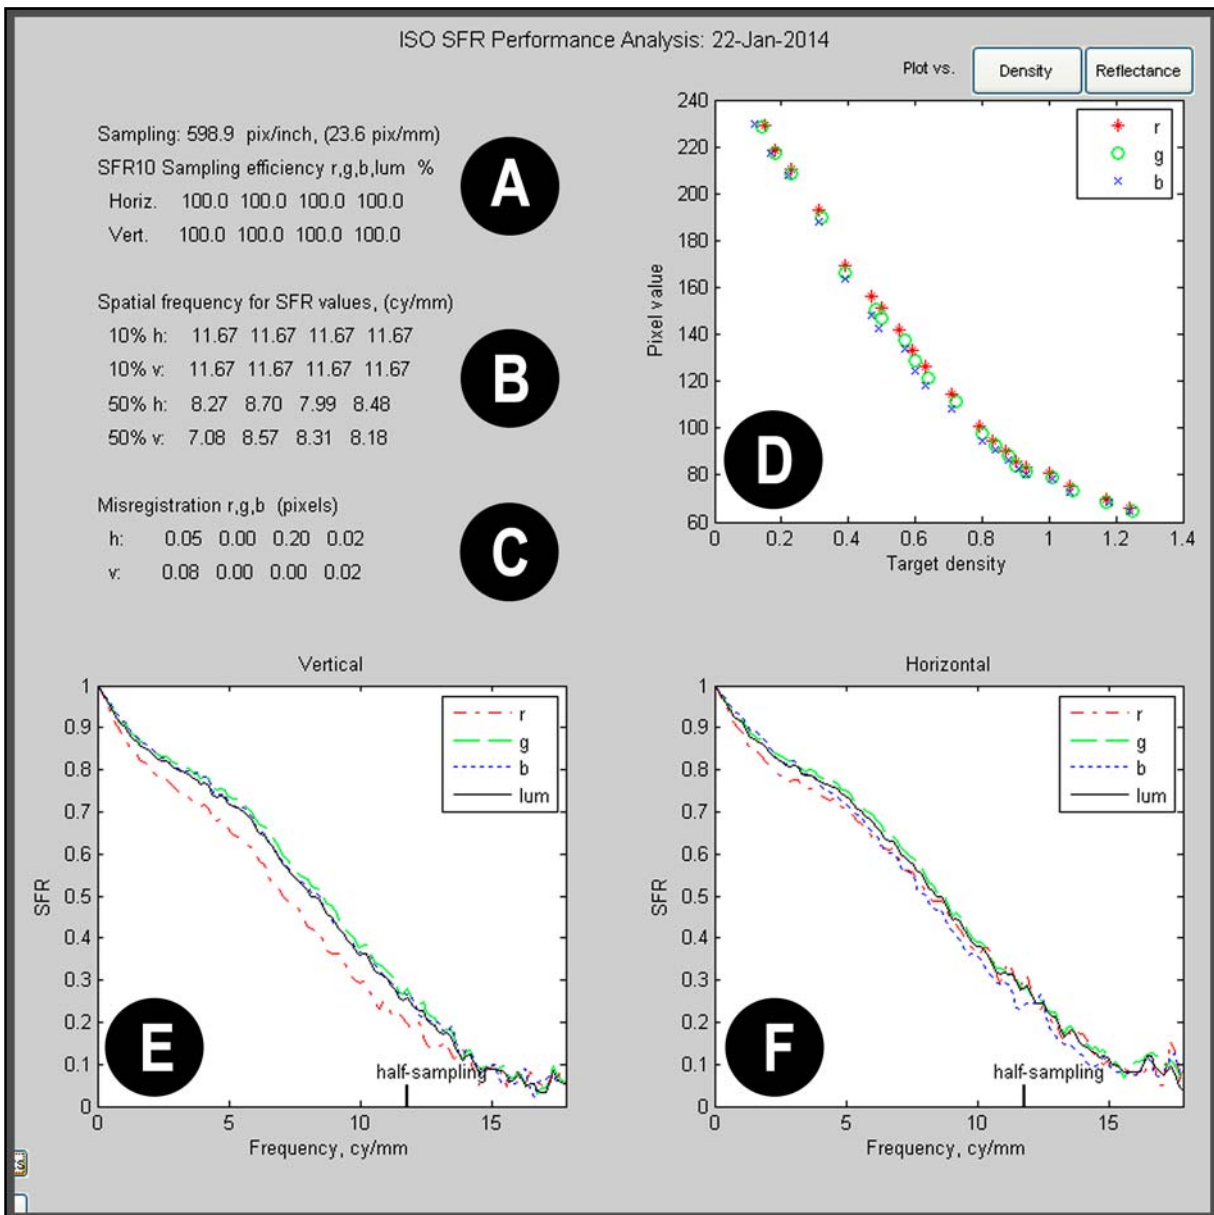 ISO SFR Performance Analysis: 22-Jan-2014
Plot vs. Density Reflectance
Sampling: 598.9 pix/inch, (23.6 pix/mm)
SFR10 Sampling efficiency r,g,b,lum %
Horiz. 100.0 100.0 100.0 100.0
Vert. 100.0 100.0 100.0 100.0
A
Spatial frequency for SFR values, (cy/mm)
10% h: 11.67 11.67 11.67 11.67
10% v: 11.67 11.67 11.67 11.67
50% h: 8.27 8.70 7.99 8.48
50% v: 7.08 8.57 8.31 8.18
B
Misregistration r,g,b (pixels)
h: 0.05 0.00 0.20 0.02
v: 0.08 0.00 0.00 0.02
C
240
220
200
180
160
140
120
100
80
60
Pixel value
r
g
b
D
0 0.2 0.4 0.6 0.8 1 1.2 1.4
Target density
Vertical
1
0.9
0.8
0.7
0.6
0.5
0.4
0.3
0.2
0.1
0
SFR
r
g
b
lum
E
half-sampling
0 5 10 15
Frequency, cy/mm
Horizontal
1
0.9
0.8
0.7
0.6
0.5
0.4
0.3
0.2
0.1
0
SFR
r
g
b
lum
F
half-sampling
0 5 10 15
Frequency, cy/mm